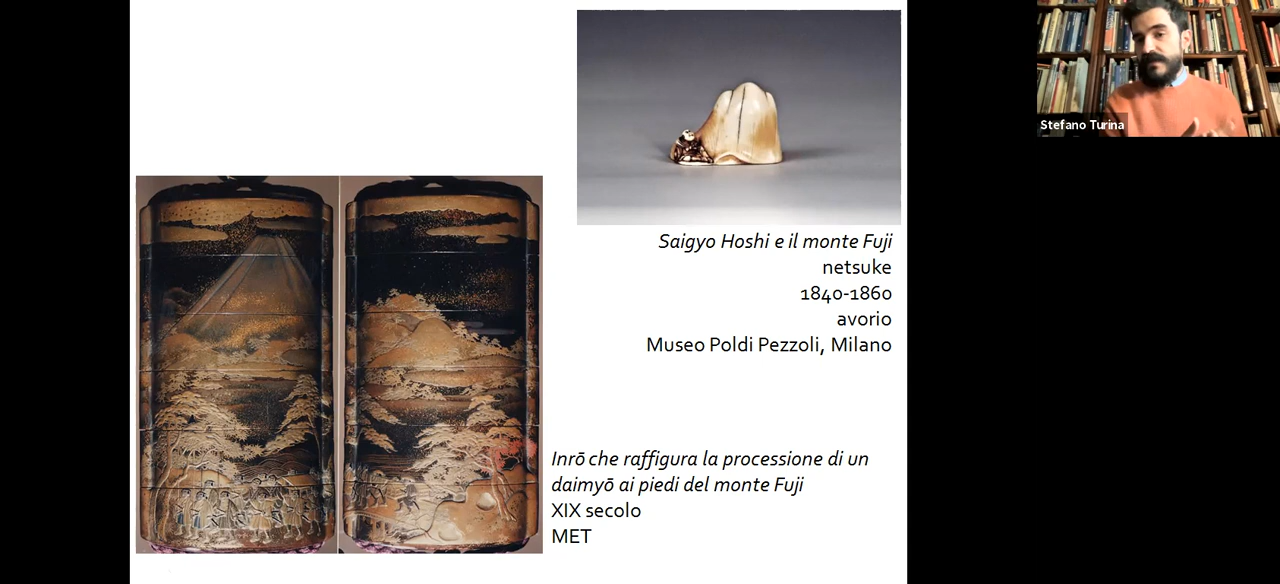 Stefano Turina
Saigyo Hoshi e il monte Fuji
netsuke
1840-1860
avorio
Museo Poldi Pezzoli, Milano
Inrō che raffigura la processione di un
daimyō ai piedi del monte Fuji
XIX secolo
MET